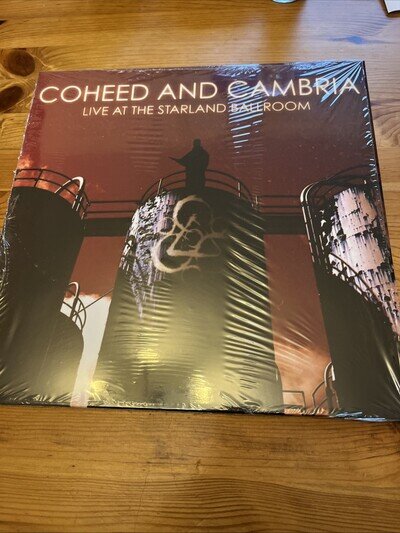 COHEED AND CAMBRIA
LIVE AT THE STARLAND BALLROOM